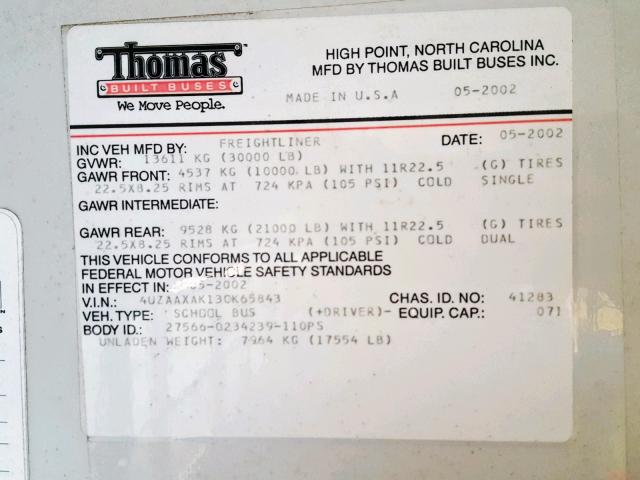 Thomas
BUILT BUSES
We Move People.
HIGH POINT, NORTH CAROLINA
MFD BY THOMAS BUILT BUSES INC.
MADE IN U.S.A 05-2002
INC VEH MFD BY: FREIGHTLINER DATE: 05-2002
GVWR: 13611 KG (30000 LB)
GAWR FRONT: 4537 KG (10000 LB) WITH 11R22.5 (G) TIRES
22.5X8.25 RIMS AT 724 KPA (105 PSI) COLD SINGLE
GAWR INTERMEDIATE:
GAWR REAR: 9528 KG (21000 LB) WITH 11R22.5 (G) TIRES
22.5X8.25 RIMS AT 724 KPA (105 PSI) COLD DUAL
THIS VEHICLE CONFORMS TO ALL APPLICABLE
FEDERAL MOTOR VEHICLE SAFETY STANDARDS
IN EFFECT IN: 05-2002
V.I.N.: 4UZAAXAK13CK65843 CHAS. ID NO: 41283
VEH. TYPE: SCHOOL BUS (+DRIVER)- EQUIP. CAP.: 071
BODY ID.: 27566-0234239-110PS
UNLADEN WEIGHT: 7964 KG (17554 LB)